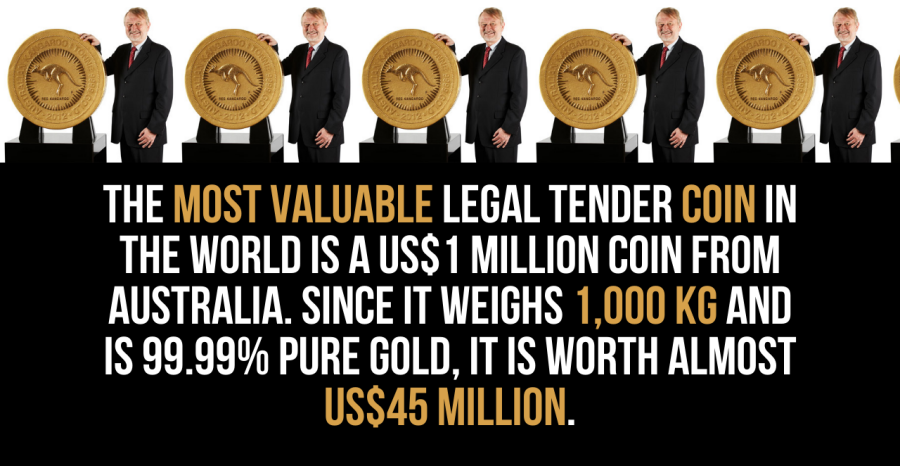 THE MOST VALUABLE LEGAL TENDER COIN IN
THE WORLD IS A US$1 MILLION COIN FROM
AUSTRALIA. SINCE IT WEIGHS 1,000 KG AND
IS 99.99% PURE GOLD, IT IS WORTH ALMOST
US$45 MILLION.